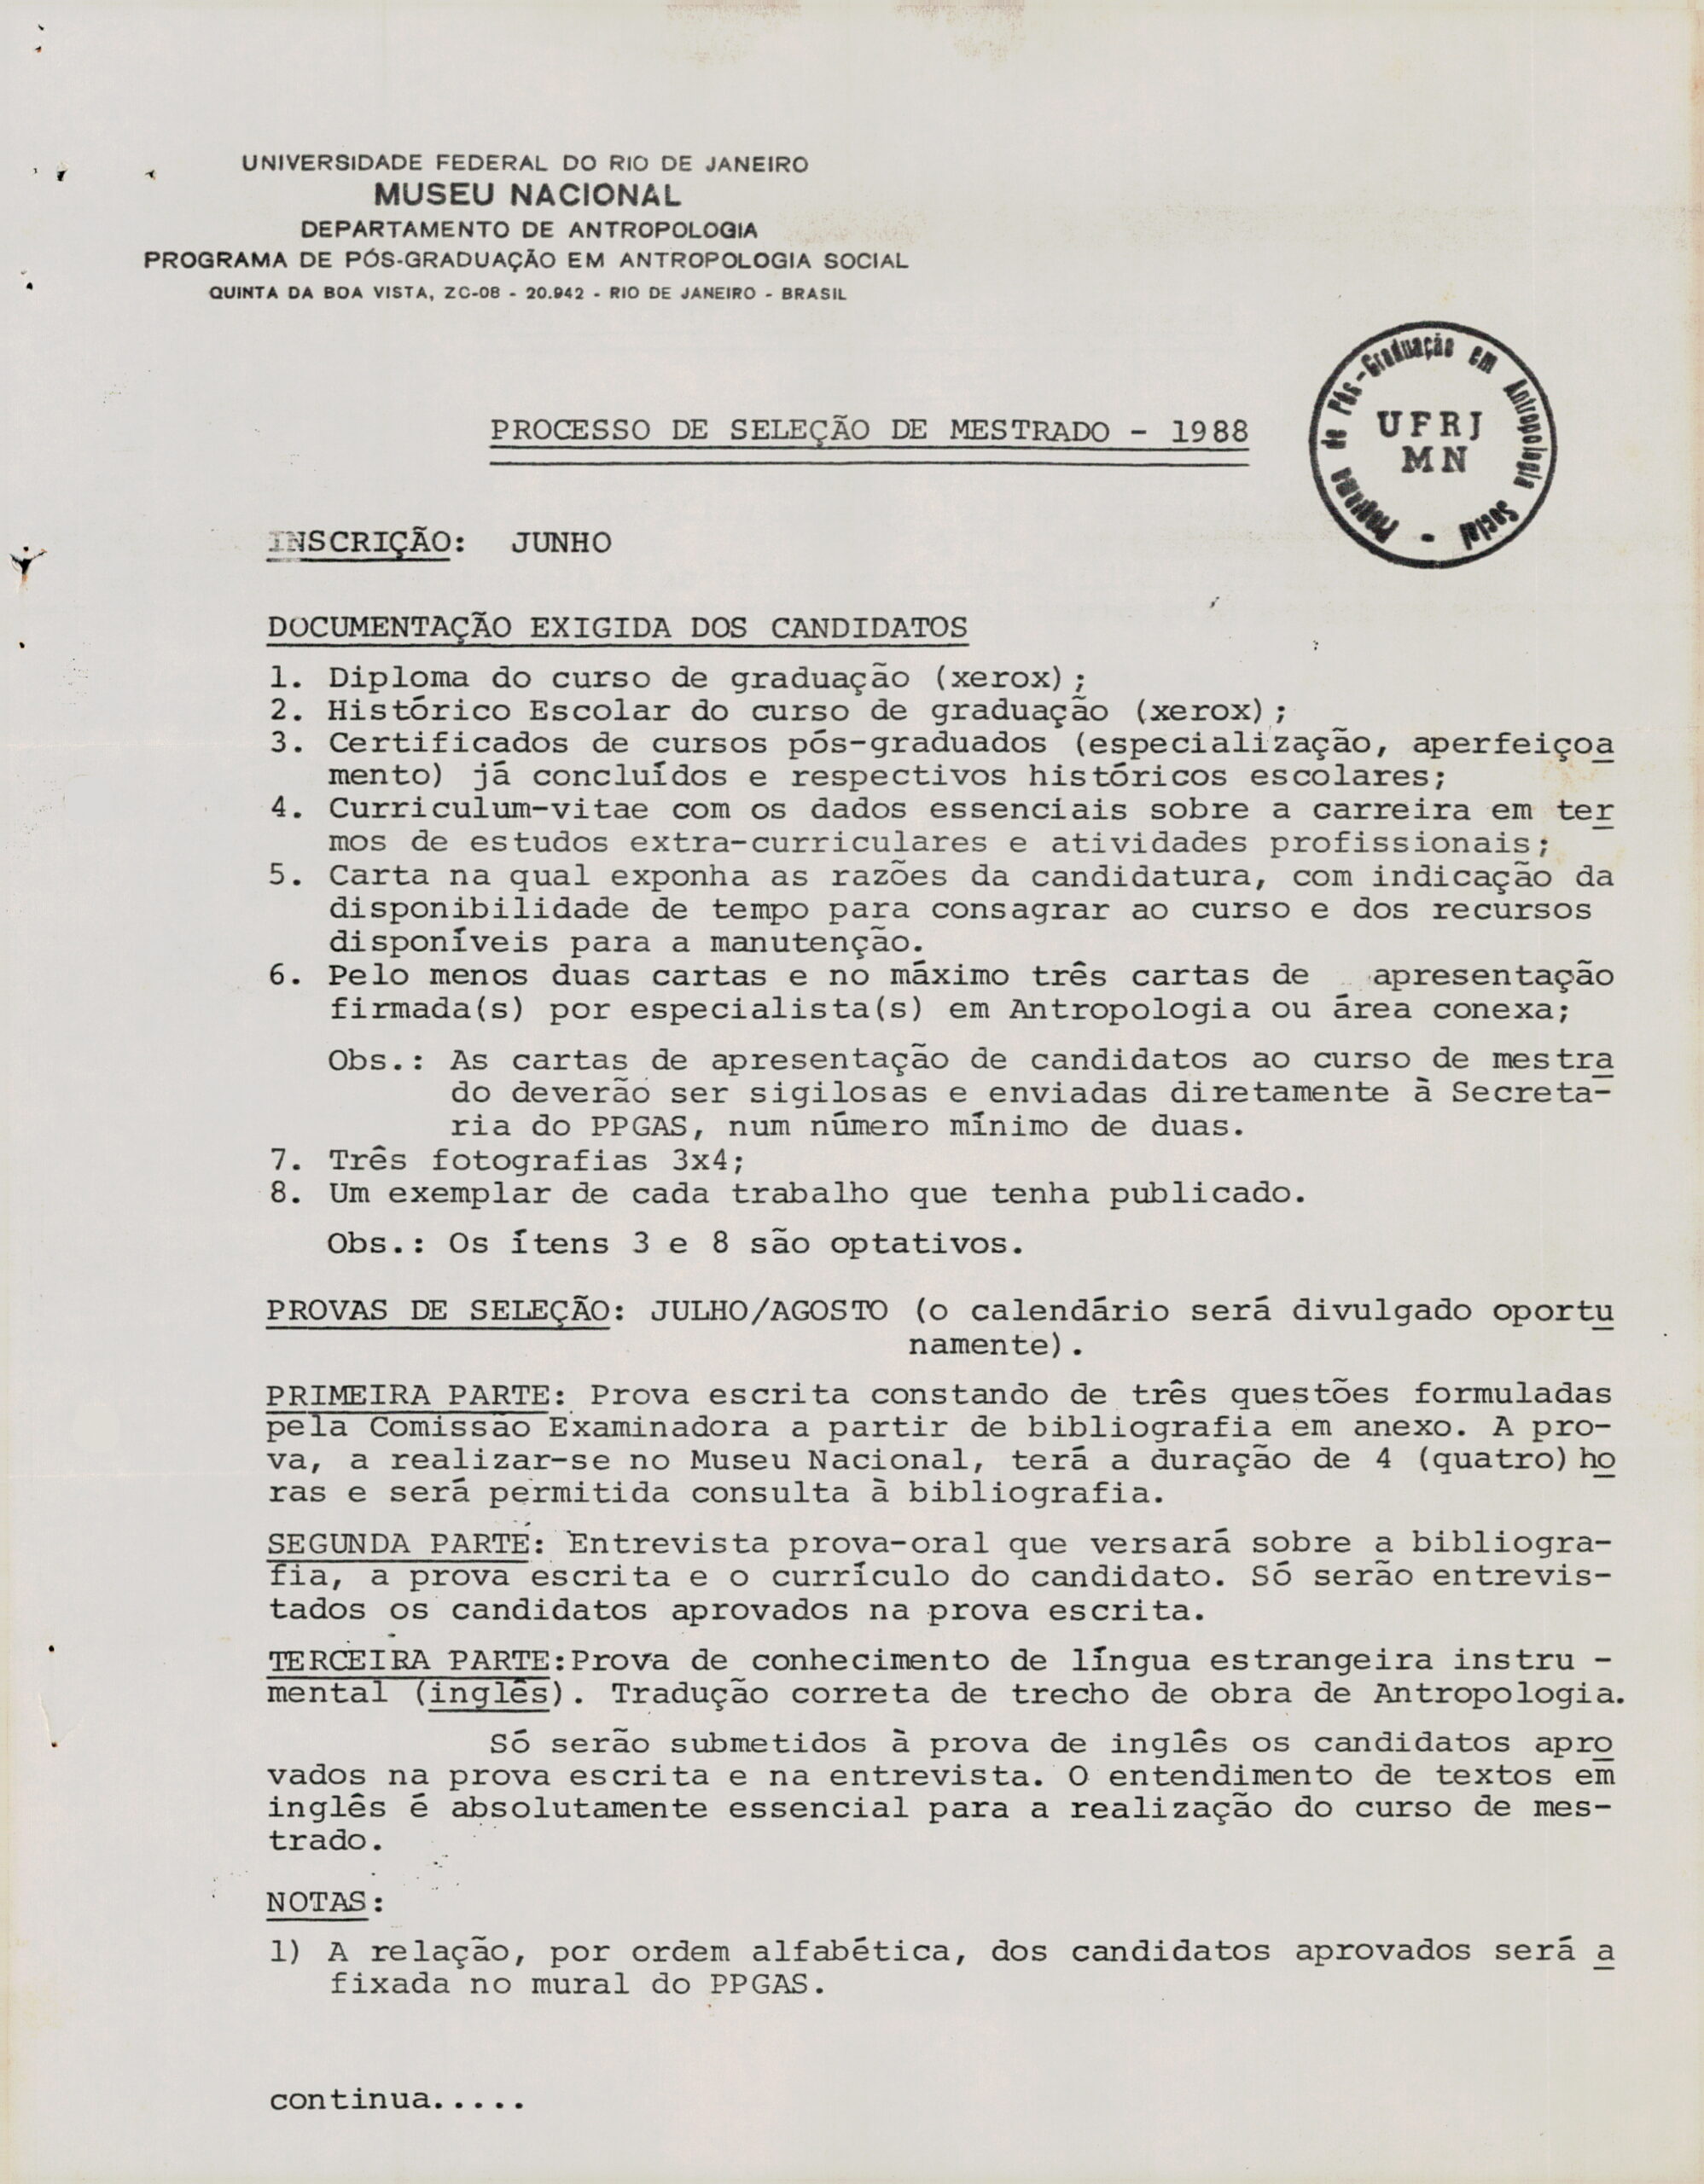 UNIVERSIDADE FEDERAL DO RIO DE JANEIRO
MUSEU NACIONAL
DEPARTAMENTO DE ANTROPOLOGIA
PROGRAMA DE PÓS-GRADUAÇÃO EM ANTROPOLOGIA SOCIAL
QUINTA DA BOA VISTA, ZC-08 - 20.942 - RIO DE JANEIRO - BRASIL
Programa de Pós-Graduação em Antropologia Social -
UFRJ
MN
PROCESSO DE SELEÇÃO DE MESTRADO - 1988
INSCRIÇÃO: JUNHO
DOCUMENTAÇÃO EXIGIDA DOS CANDIDATOS
1. Diploma do curso de graduação (xerox);
2. Histórico Escolar do curso de graduação (xerox);
3. Certificados de cursos pós-graduados (especialização, aperfeiçoa
mento) já concluídos e respectivos históricos escolares;
4. Curriculum-vitae com os dados essenciais sobre a carreira em ter
mos de estudos extra-curriculares e atividades profissionais;
5. Carta na qual exponha as razões da candidatura, com indicação da
disponibilidade de tempo para consagrar ao curso e dos recursos
disponíveis para a manutenção.
6. Pelo menos duas cartas e no máximo três cartas de apresentação
firmada(s) por especialista(s) em Antropologia ou área conexa;
Obs.: As cartas de apresentação de candidatos ao curso de mestra
do deverão ser sigilosas e enviadas diretamente à Secreta-
ria do PPGAS, num número mínimo de duas.
7. Três fotografias 3x4;
8. Um exemplar de cada trabalho que tenha publicado.
Obs.: Os ítens 3 e 8 são optativos.
PROVAS DE SELEÇÃO: JULHO/AGOSTO (o calendário será divulgado oportu
namente).
PRIMEIRA PARTE: Prova escrita constando de três questões formuladas
pela Comissão Examinadora a partir de bibliografia em anexo. A pro-
va, a realizar-se no Museu Nacional, terá a duração de 4 (quatro) ho
ras e será permitida consulta à bibliografia.
SEGUNDA PARTE: Entrevista prova-oral que versará sobre a bibliogra-
fia, a prova escrita e o currículo do candidato. Só serão entrevis-
tados os candidatos aprovados na prova escrita.
TERCEIRA PARTE:Prova de conhecimento de língua estrangeira instru -
mental (inglês). Tradução correta de trecho de obra de Antropologia.
Só serão submetidos à prova de inglês os candidatos apro
vados na prova escrita e na entrevista. O entendimento de textos em
inglês é absolutamente essencial para a realização do curso de mes-
trado.
NOTAS:
1) A relação, por ordem alfabética, dos candidatos aprovados será a
fixada no mural do PPGAS.
continua.....